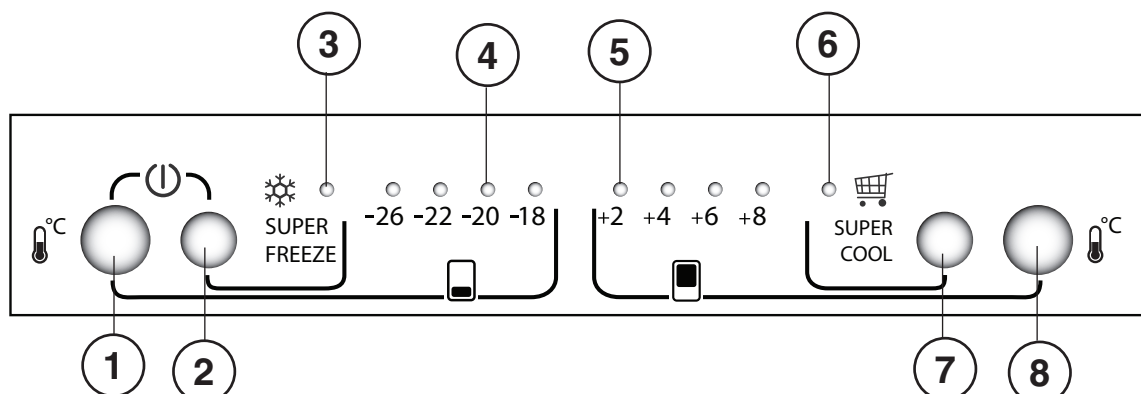 3 4 5 6
°C SUPER -26 -22 -20 -18 +2 +4 +6 +8 SUPER °C
FREEZE COOL
1 2 7 8